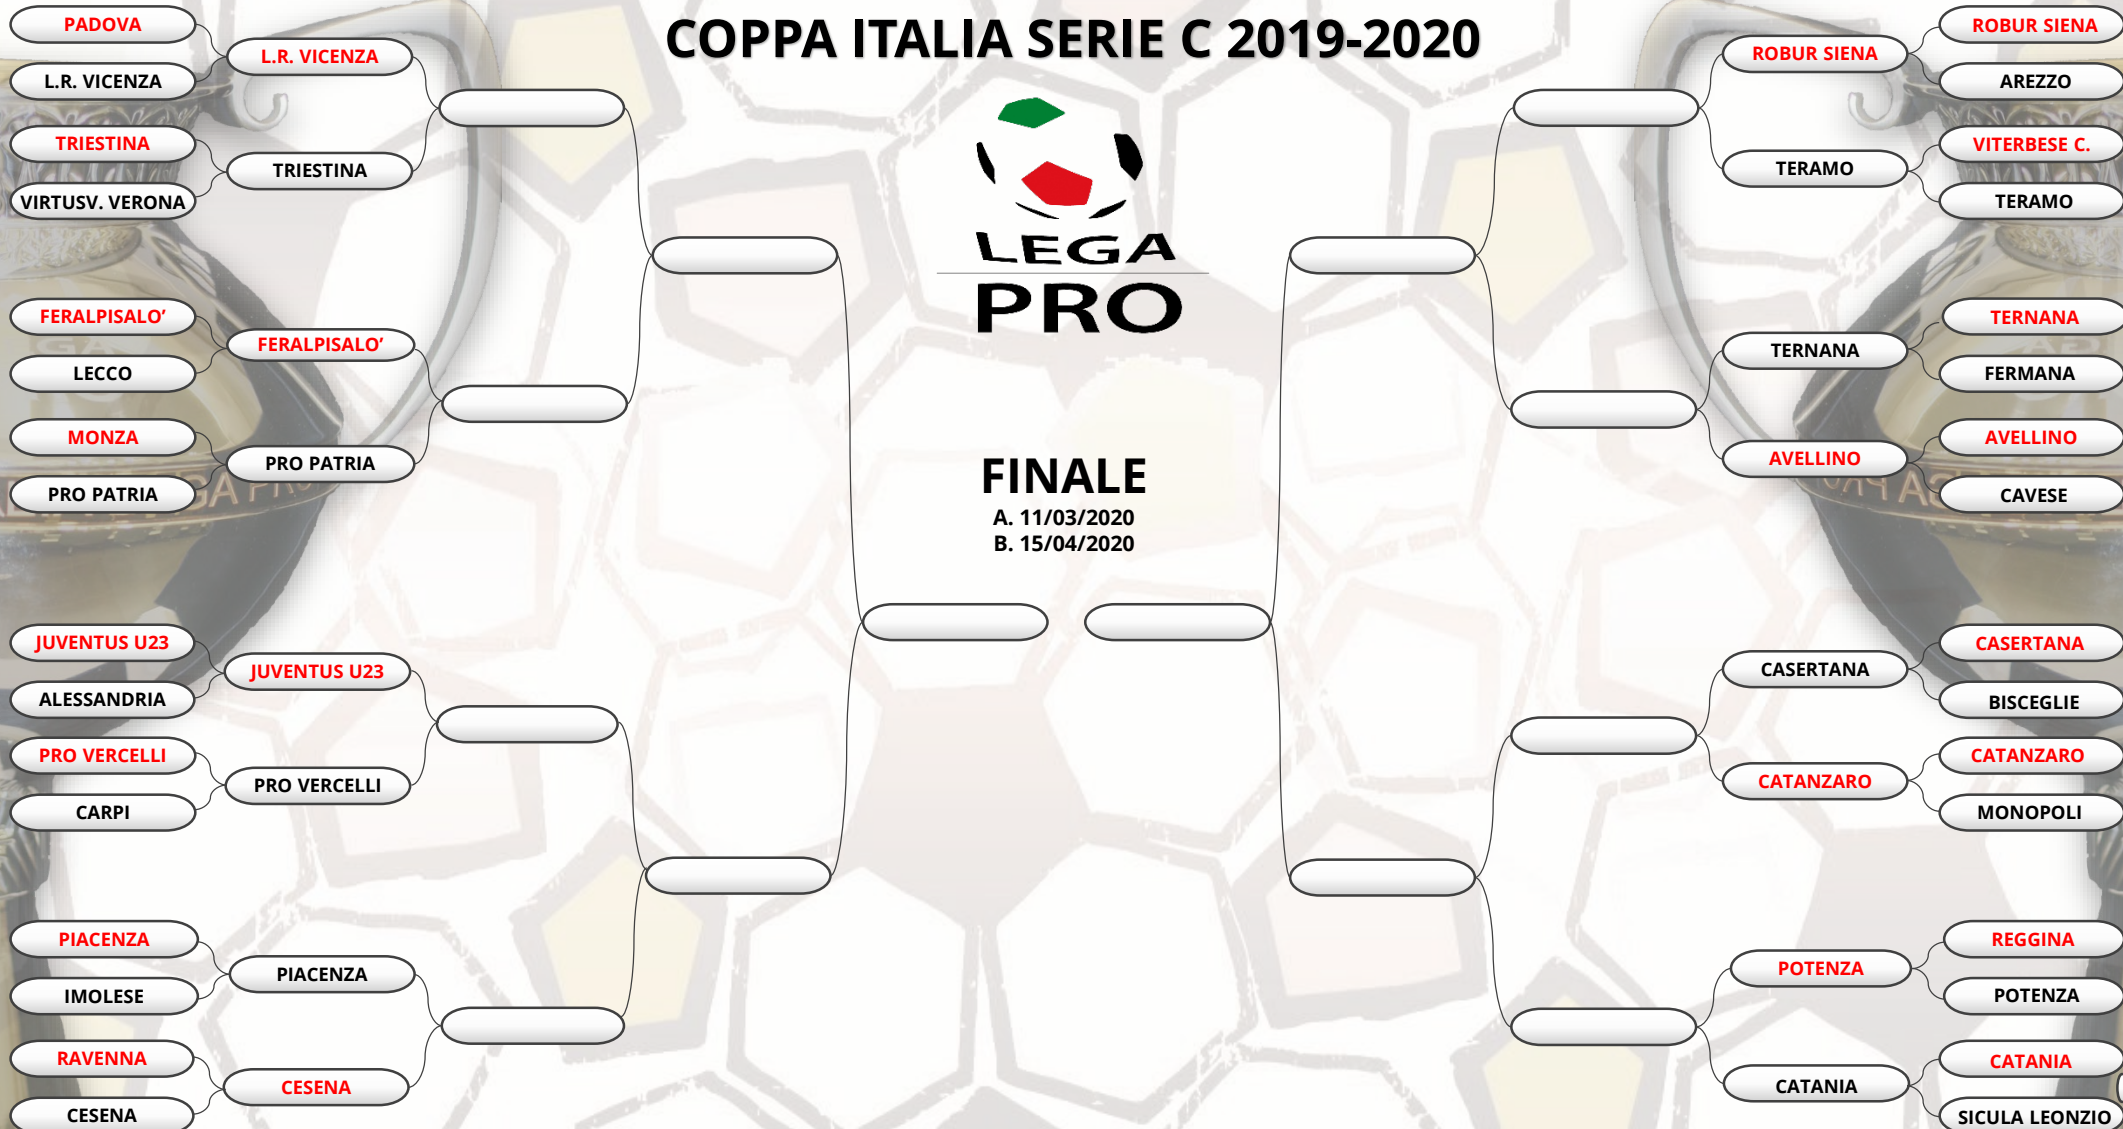 COPPA ITALIA SERIE C 2019-2020
PADOVA
L.R. VICENZA
TRIESTINA
VIRTUSV. VERONA
FERALPISALO’
LECCO
MONZA
PRO PATRIA
JUVENTUS U23
ALESSANDRIA
PRO VERCELLI
CARPI
PIACENZA
IMOLESE
RAVENNA
CESENA
L.R. VICENZA
TRIESTINA
FERALPISALO’
PRO PATRIA
JUVENTUS U23
PRO VERCELLI
PIACENZA
CESENA
LEGA
PRO
FINALE
A. 11/03/2020
B. 15/04/2020
ROBUR SIENA
TERAMO
TERNANA
AVELLINO
CASERTANA
CATANZARO
POTENZA
CATANIA
ROBUR SIENA
AREZZO
VITERBESE C.
TERAMO
TERNANA
FERMANA
AVELLINO
CAVESE
CASERTANA
BISCEGLIE
CATANZARO
MONOPOLI
REGGINA
POTENZA
CATANIA
SICULA LEONZIO